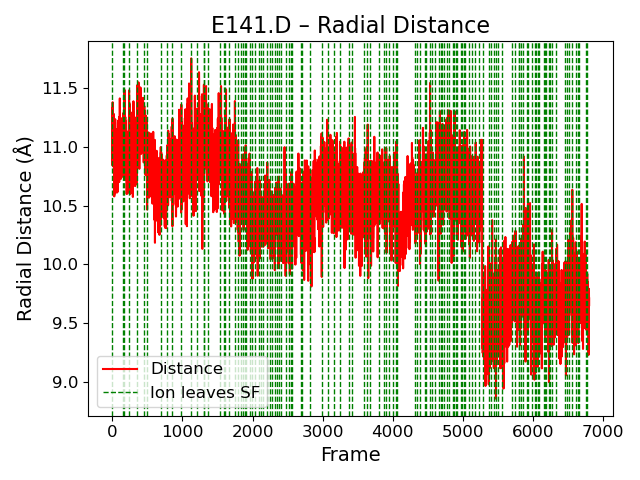 E141.D – Radial Distance
11.5
11.0
10.5
10.0
9.5
9.0
Radial Distance (Å)
Distance
Ion leaves SF
0 1000 2000 3000 4000 5000 6000 7000
Frame